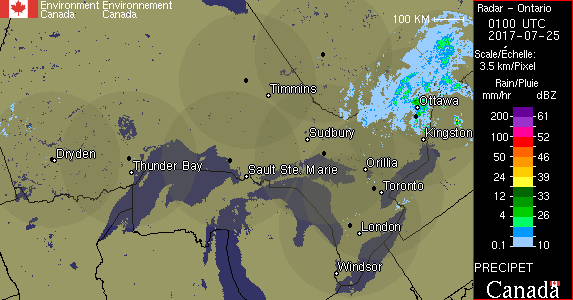 Environment Environnement
Canada Canada
100 KM
Timmins
Ottawa
Sudbury
Kingston
Dryden
Thunder Bay
Sault Ste. Marie
Orillia
Toronto
London
Windsor
Radar - Ontario
0100 UTC
2017-07-25
Scale/Échelle:
3.5 km/Pixel
Rain/Pluie
mm/hr dBZ
200 61
100 52
50 46
24 39
12 33
4 26
0.1 10
PRECIPET
Canada